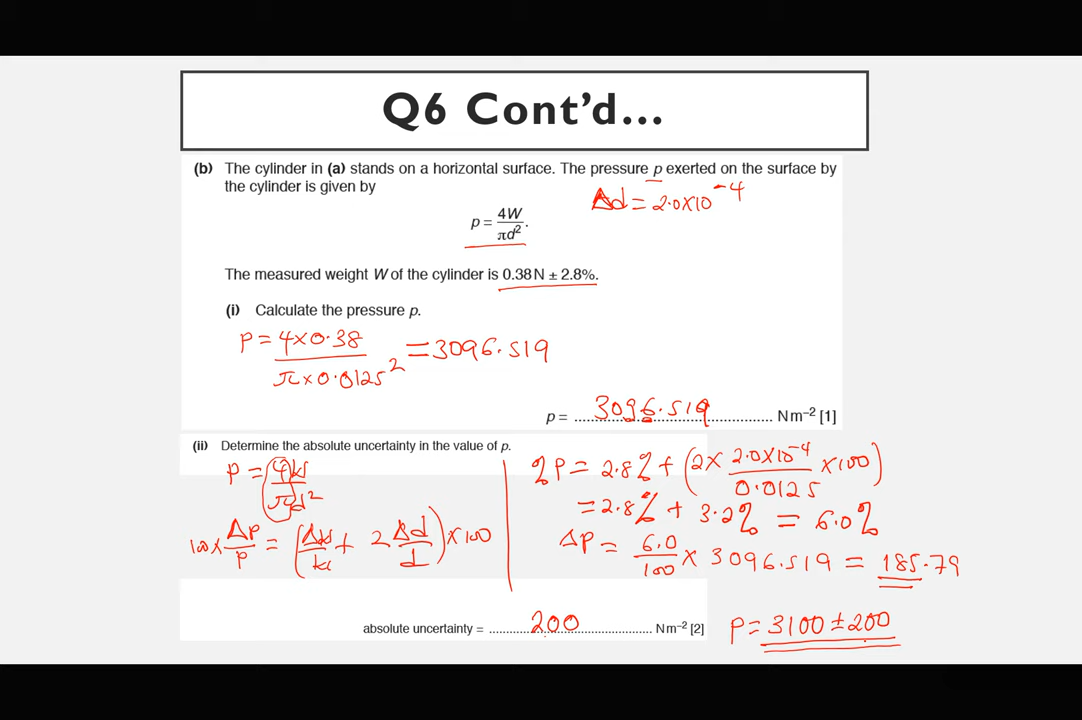 Q6 Cont'd...
(b) The cylinder in (a) stands on a horizontal surface. The pressure p exerted on the surface by
the cylinder is given by
Δd = 2.0×10⁻⁴
p = 4W / πd².
The measured weight W of the cylinder is 0.38 N ± 2.8%.
(i) Calculate the pressure p.
P = 4×0.38 / π×0.0125² = 3096.519
p = 3096.519 N m⁻² [1]
(ii) Determine the absolute uncertainty in the value of p.
P = 4W / πd²
100× ΔP/P = (ΔW/W + 2 Δd/d) ×100
%P = 2.8% + (2× 2.0×10⁻⁴ / 0.0125 ×100)
= 2.8% + 3.2% = 6.0%
ΔP = 6.0/100 × 3096.519 = 185.79
absolute uncertainty = 200 N m⁻² [2]
P = 3100 ± 200